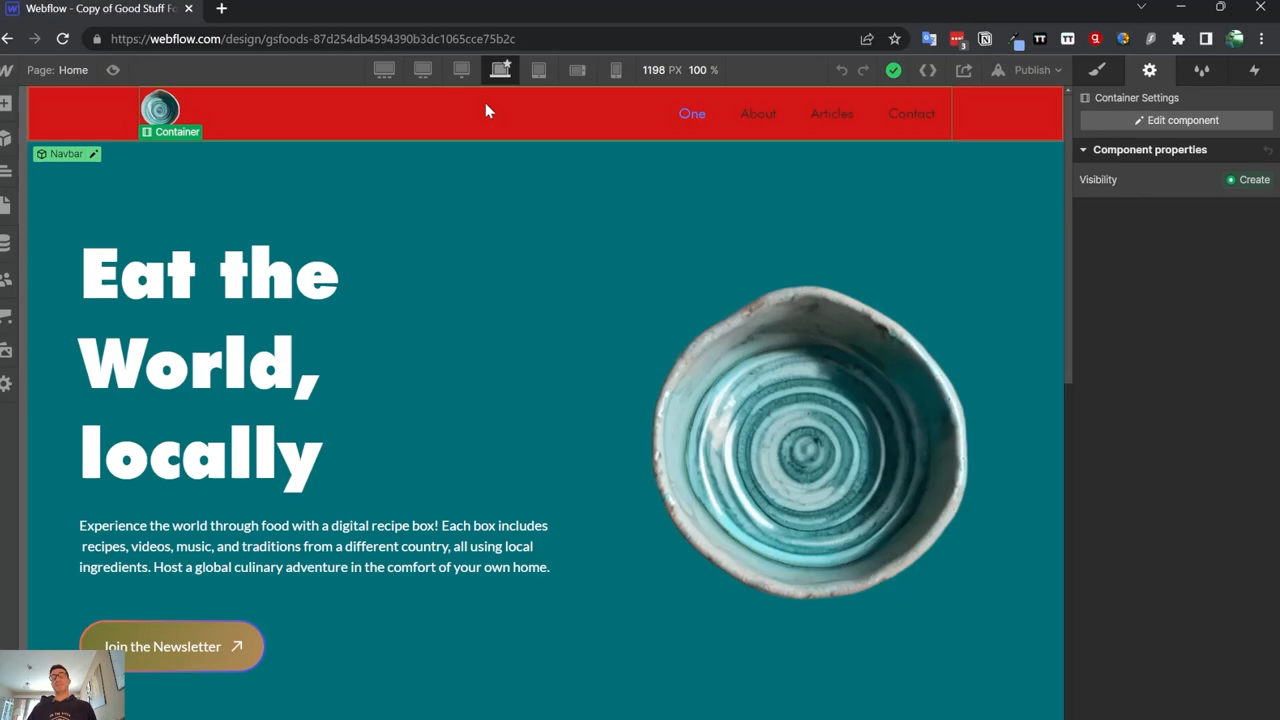 Webflow - Copy of Good Stuff F
https://webflow.com/design/gsfoods-87d254db4594390b3dc1065cce75b2c
3
Page: Home
1198 PX 100 %
Publish
Container Settings
Edit component
Component properties
Visibility
Create
One
About
Articles
Contact
Container
Navbar
Eat the
World,
locally
Experience the world through food with a digital recipe box! Each box includes
recipes, videos, music, and traditions from a different country, all using local
ingredients. Host a global culinary adventure in the comfort of your own home.
Join the Newsletter